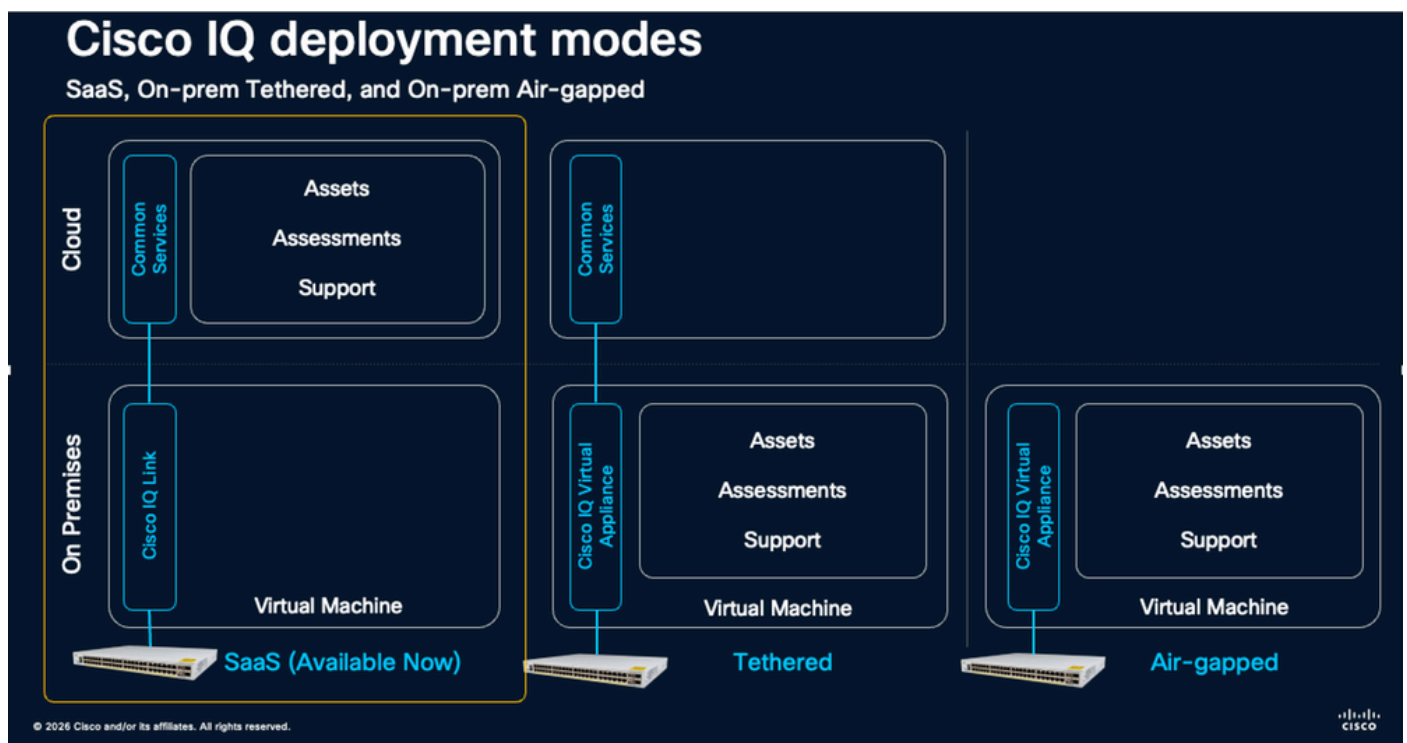 Cisco IQ deployment modes
SaaS, On-prem Tethered, and On-prem Air-gapped
Cloud
Common
Services
Assets
Assessments
Support
Common
Services
On Premises
Cisco IQ Link
Virtual Machine
SaaS (Available Now)
Cisco IQ Virtual
Appliance
Assets
Assessments
Support
Virtual Machine
Tethered
Cisco IQ Virtual
Appliance
Assets
Assessments
Support
Virtual Machine
Air-gapped
© 2026 Cisco and/or its affiliates. All rights reserved.
CISCO